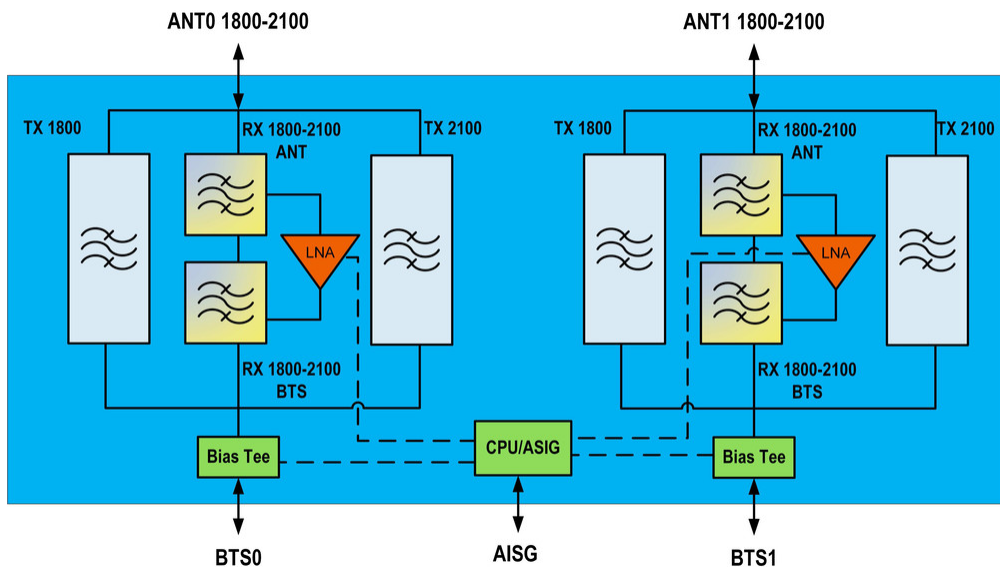 ANT0 1800-2100
ANT1 1800-2100
TX 1800
RX 1800-2100
ANT
TX 2100
TX 1800
RX 1800-2100
ANT
TX 2100
LNA
LNA
RX 1800-2100
BTS
RX 1800-2100
BTS
Bias Tee
CPU/ASIG
Bias Tee
BTS0
AISG
BTS1